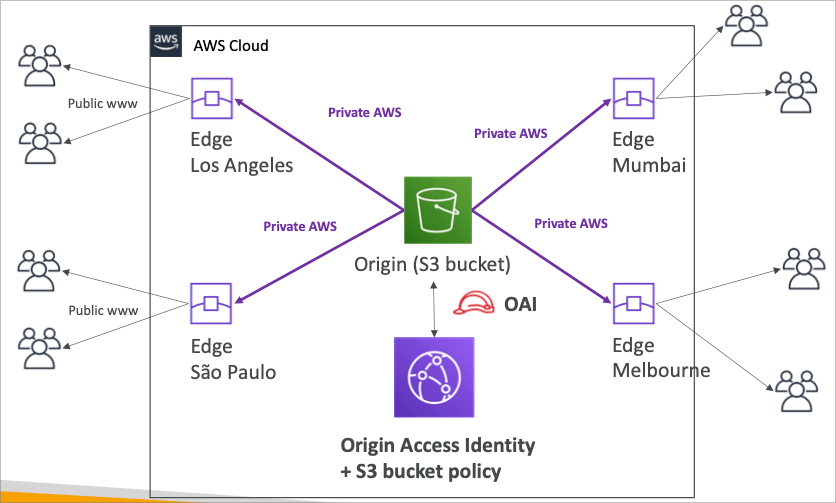 aws
AWS Cloud
Public www
Private AWS
Private AWS
Edge
Los Angeles
Edge
Mumbai
Private AWS
Private AWS
Origin (S3 bucket)
Public www
OAI
Edge
São Paulo
Edge
Melbourne
Origin Access Identity
+ S3 bucket policy